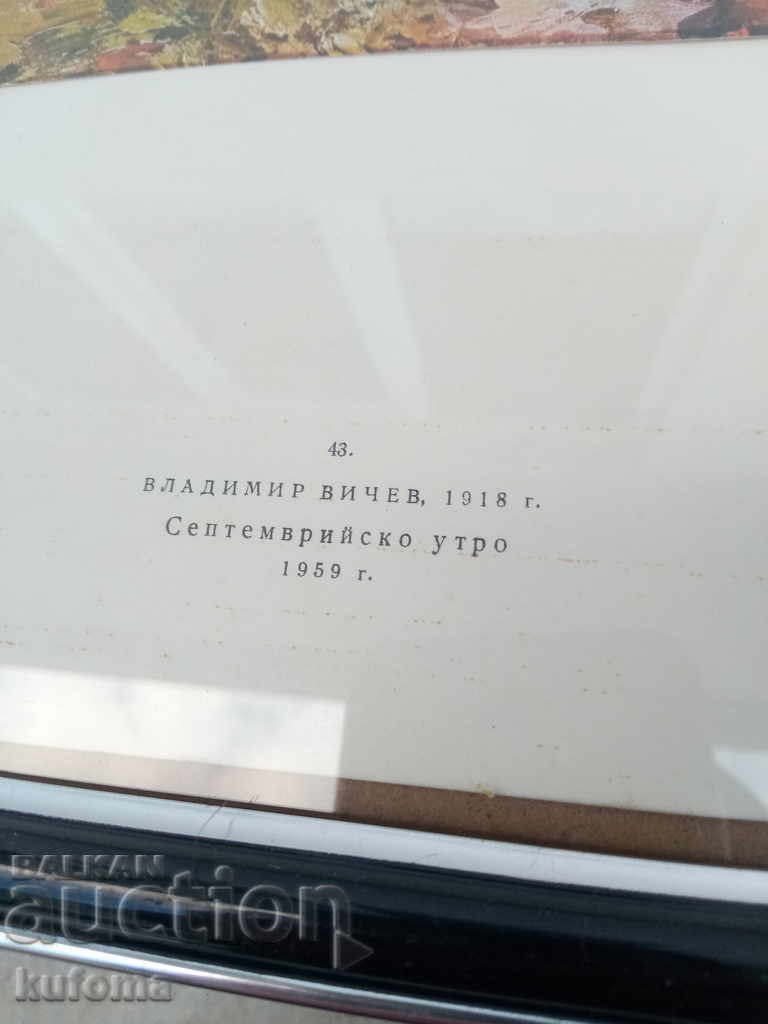 43.
ВЛАДИМИР ВИЧЕВ, 1918 г.
Септемврийско утро
1959 г.
BALKAN
auction
kufoma